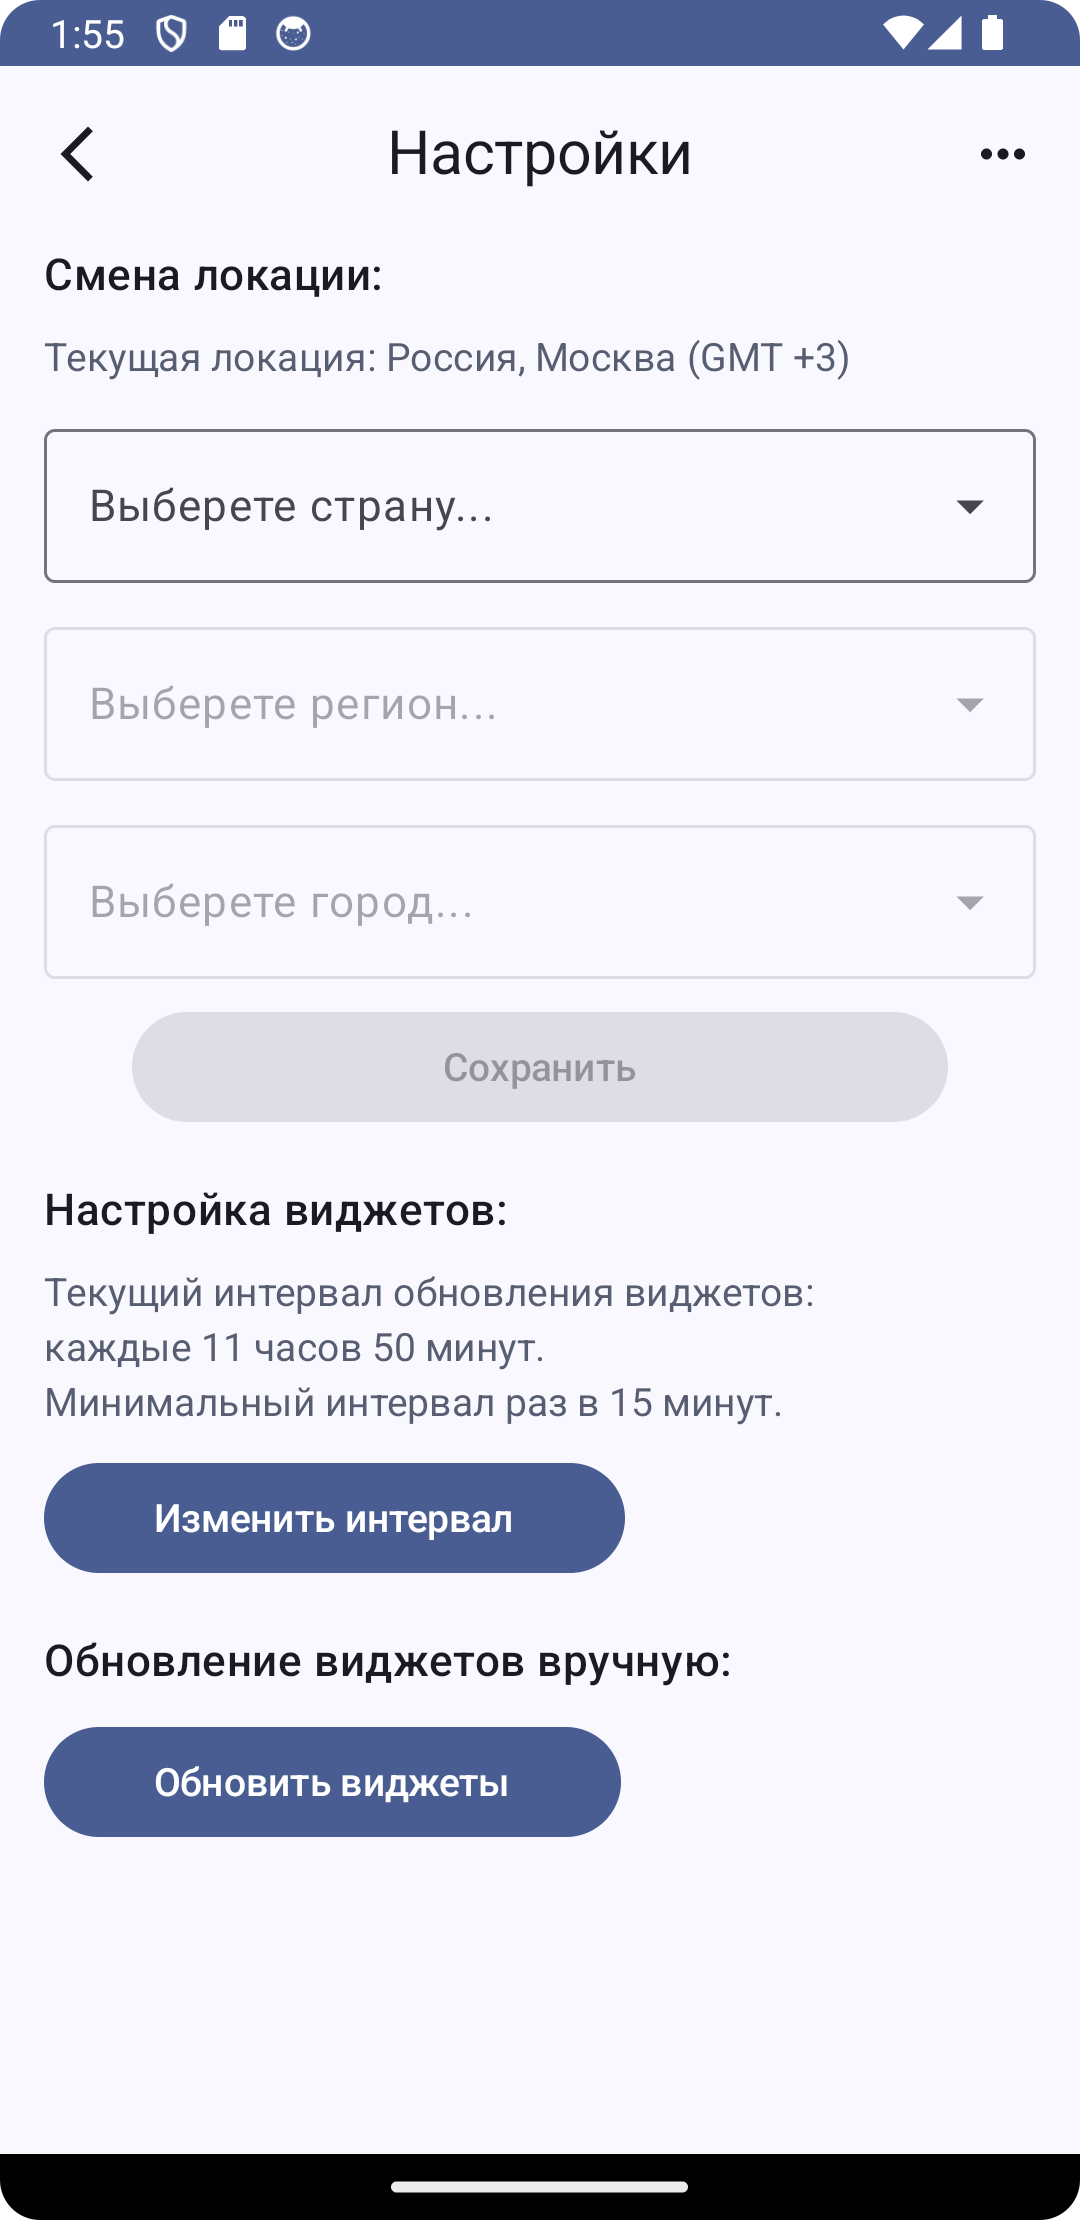 1:55
Настройки
Смена локации:
Текущая локация: Россия, Москва (GMT +3)
Выберете страну...
Выберете регион...
Выберете город...
Сохранить
Настройка виджетов:
Текущий интервал обновления виджетов:
каждые 11 часов 50 минут.
Минимальный интервал раз в 15 минут.
Изменить интервал
Обновление виджетов вручную:
Обновить виджеты